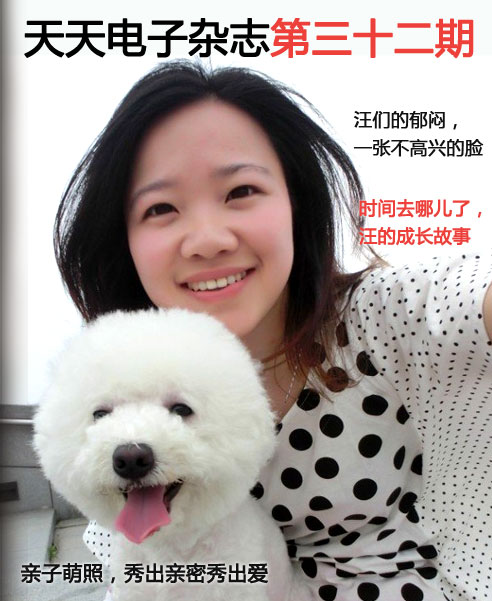 天天电子杂志第三十二期
汪们的郁闷，
一张不高兴的脸
时间去哪儿了，
汪的成长故事
亲子萌照，秀出亲密秀出爱